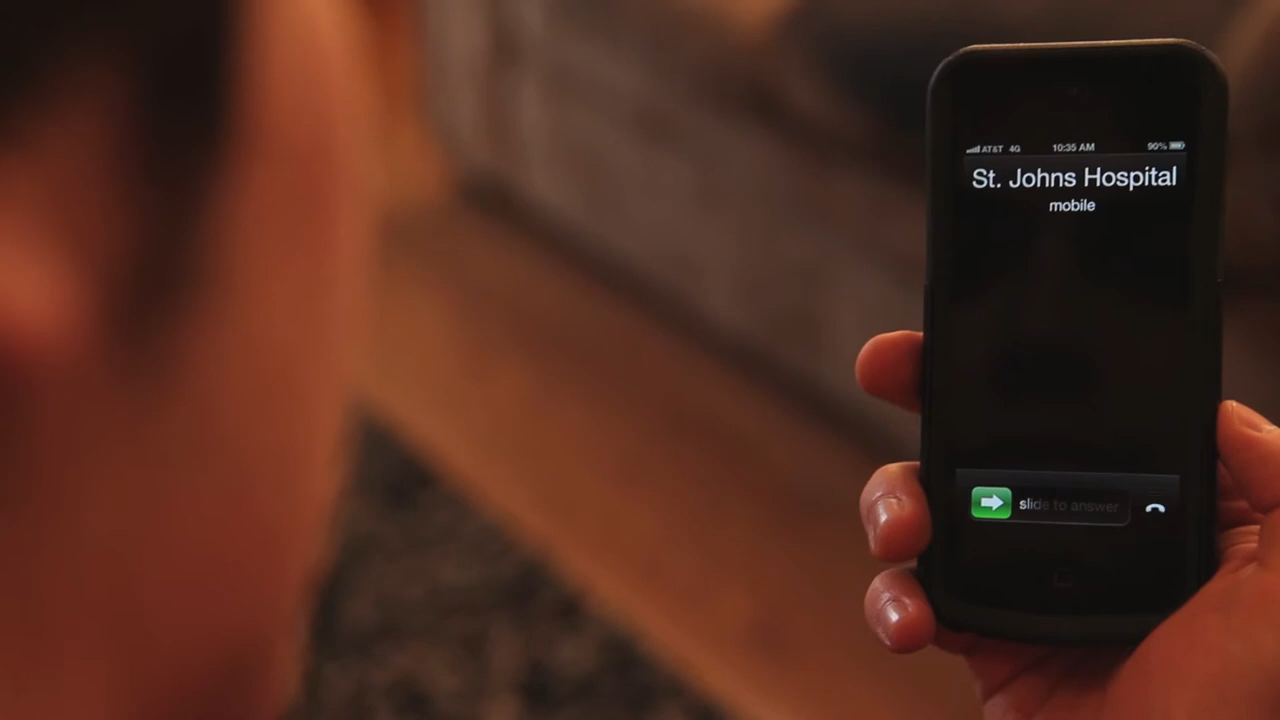 AT&T 4G 10:35 AM 90%
St. Johns Hospital
mobile
slide to answer